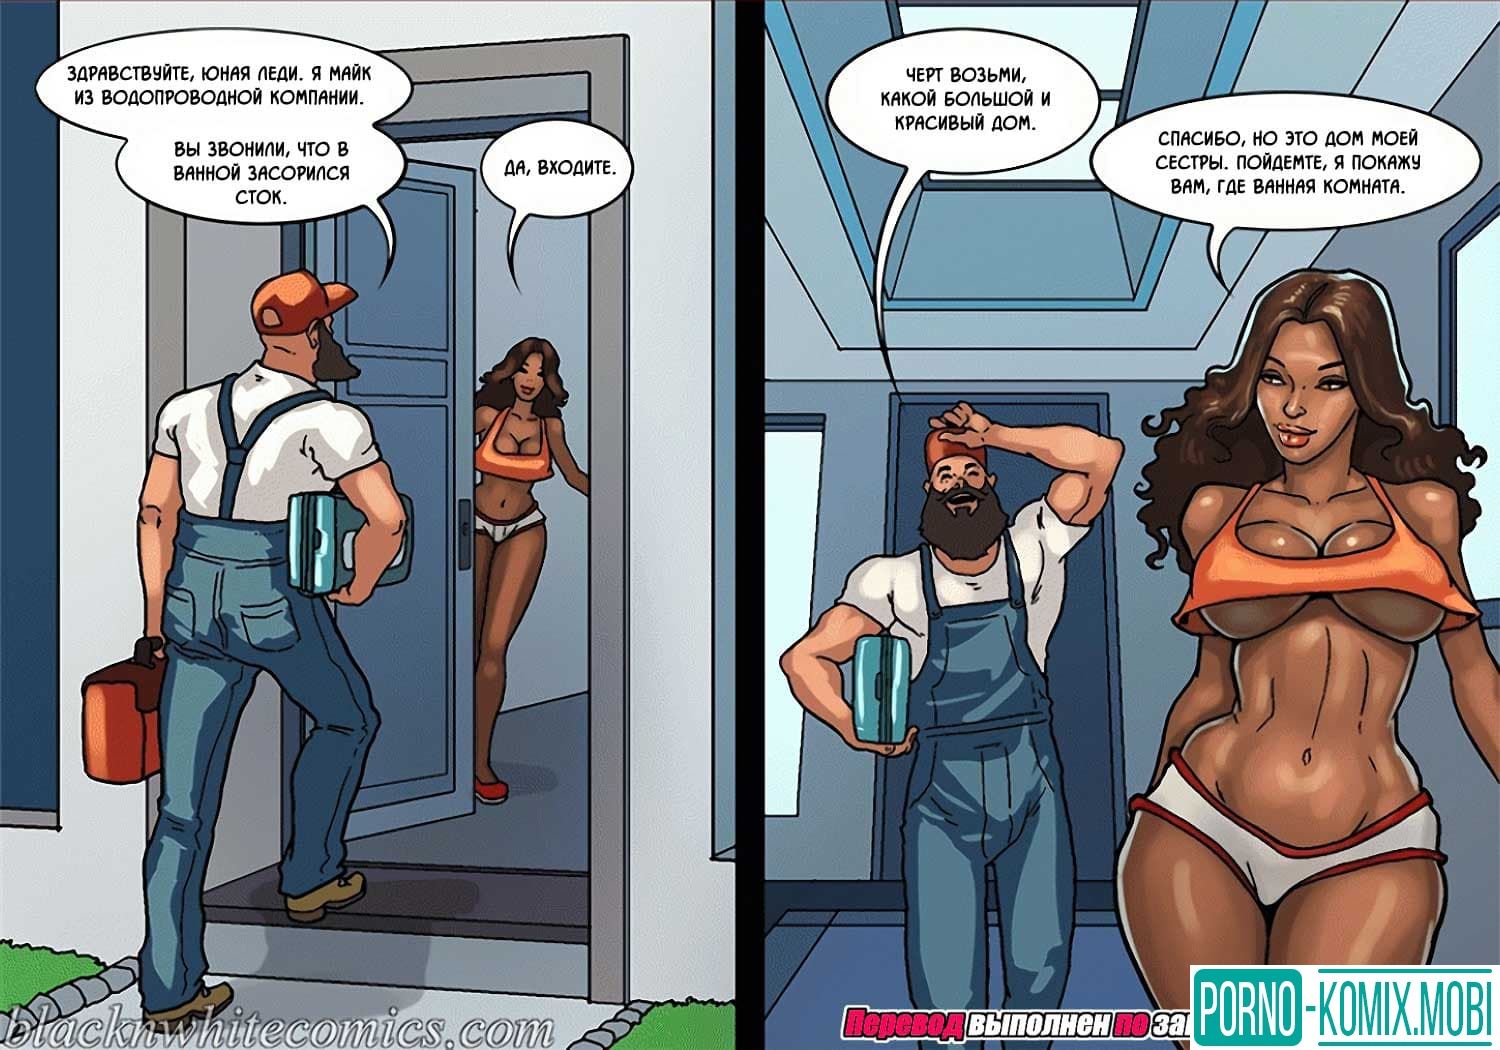 ЗДРАВСТВУЙТЕ, ЮНАЯ ЛЕДИ. Я МАЙК
ИЗ ВОДОПРОВОДНОЙ КОМПАНИИ.
ВЫ ЗВОНИЛИ, ЧТО В
ВАННОЙ ЗАСОРИЛСЯ
СТОК.
ДА, ВХОДИТЕ.
ЧЕРТ ВОЗЬМИ,
КАКОЙ БОЛЬШОЙ И
КРАСИВЫЙ ДОМ.
СПАСИБО, НО ЭТО ДОМ МОЕЙ
СЕСТРЫ. ПОЙДЕМТЕ, Я ПОКАЖУ
ВАМ, ГДЕ ВАННАЯ КОМНАТА.
blacknwhitecomics.com
Перевод выполнен по
PORNO-KOMIX.MOBI